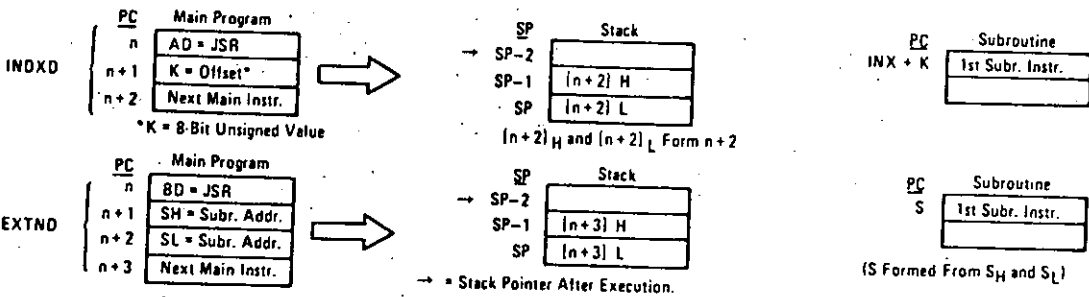 PC Main Program
INDXD
n AD = JSR
n + 1 K = Offset*
n + 2 Next Main Instr.
*K = 8-Bit Unsigned Value
SP Stack
→ SP-2
SP-1 [n + 2] H
SP [n + 2] L
[n + 2] H and [n + 2] L Form n + 2
PC Subroutine
INX + K 1st Subr. Instr.
PC Main Program
EXTND
n BD = JSR
n + 1 SH = Subr. Addr.
n + 2 SL = Subr. Addr.
n + 3 Next Main Instr.
SP Stack
→ SP-2
SP-1 [n + 3] H
SP [n + 3] L
→ = Stack Pointer After Execution.
PC Subroutine
S 1st Subr. Instr.
(S Formed From SH and SL)